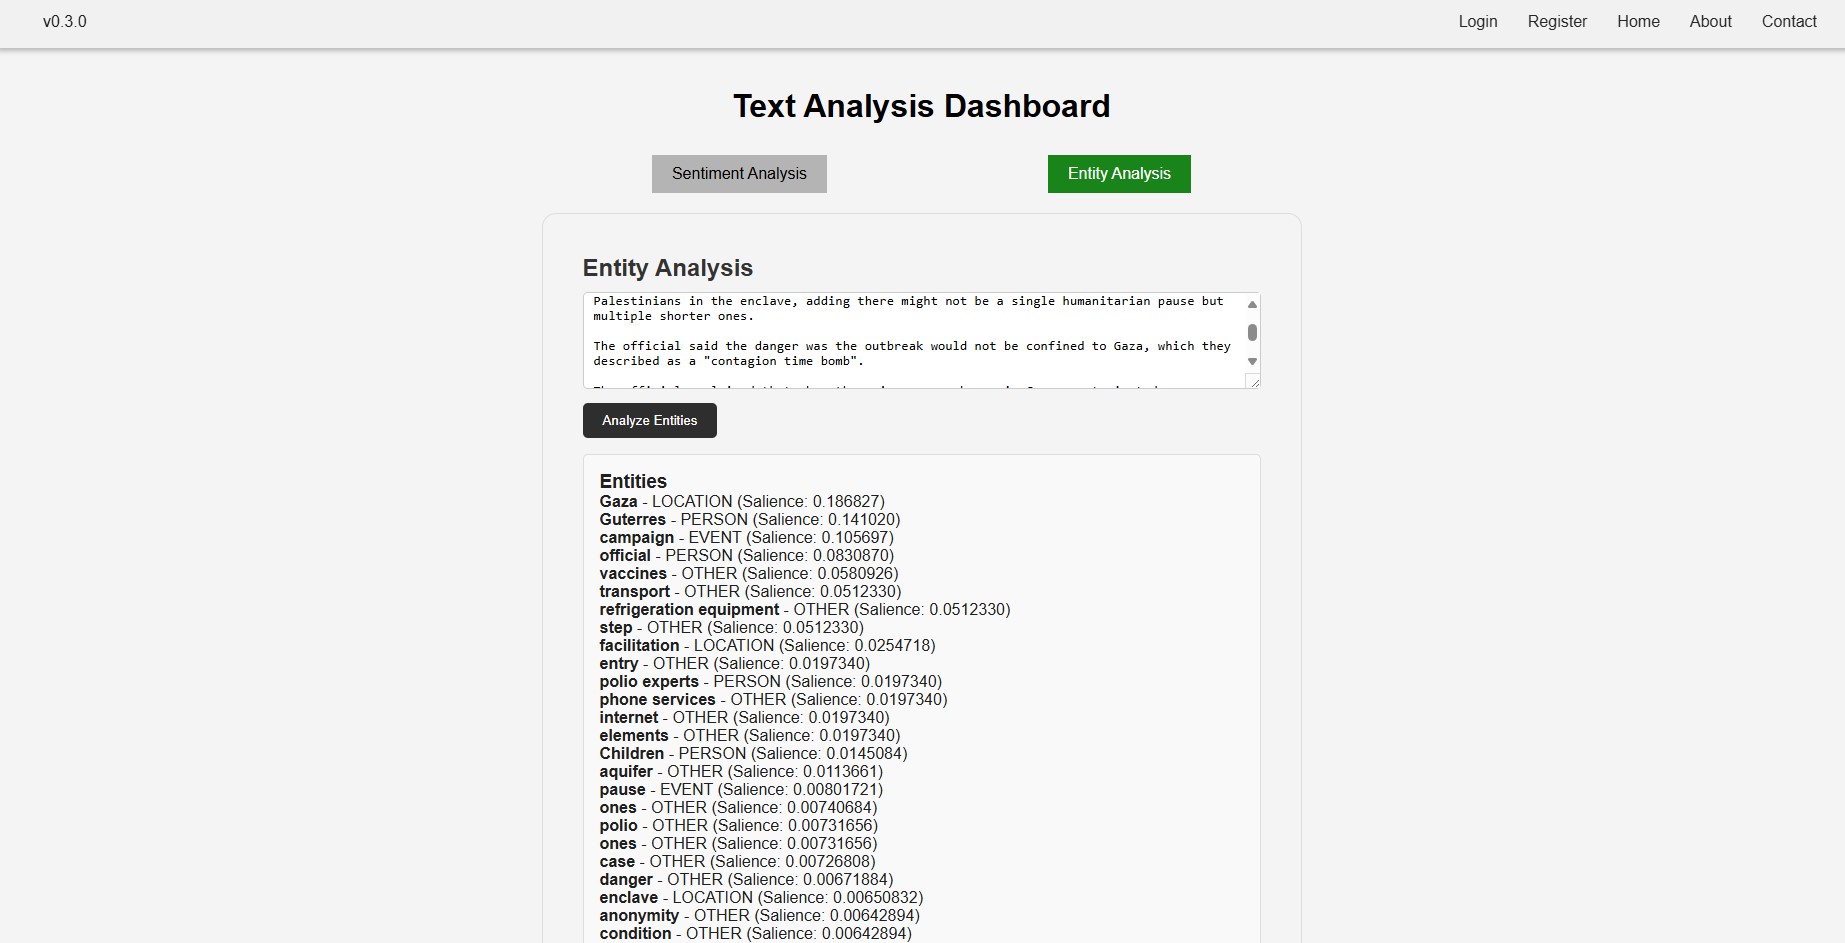 v0.3.0
Login Register Home About Contact
Text Analysis Dashboard
Sentiment Analysis
Entity Analysis
Entity Analysis
Palestinians in the enclave, adding there might not be a single humanitarian pause but
multiple shorter ones.
The official said the danger was the outbreak would not be confined to Gaza, which they
described as a "contagion time bomb".
Analyze Entities
Entities
Gaza - LOCATION (Salience: 0.186827)
Guterres - PERSON (Salience: 0.141020)
campaign - EVENT (Salience: 0.105697)
official - PERSON (Salience: 0.0830870)
vaccines - OTHER (Salience: 0.0580926)
transport - OTHER (Salience: 0.0512330)
refrigeration equipment - OTHER (Salience: 0.0512330)
step - OTHER (Salience: 0.0512330)
facilitation - LOCATION (Salience: 0.0254718)
entry - OTHER (Salience: 0.0197340)
polio experts - PERSON (Salience: 0.0197340)
phone services - OTHER (Salience: 0.0197340)
internet - OTHER (Salience: 0.0197340)
elements - OTHER (Salience: 0.0197340)
Children - PERSON (Salience: 0.0145084)
aquifer - OTHER (Salience: 0.0113661)
pause - EVENT (Salience: 0.00801721)
ones - OTHER (Salience: 0.00740684)
polio - OTHER (Salience: 0.00731656)
ones - OTHER (Salience: 0.00731656)
case - OTHER (Salience: 0.00726808)
danger - OTHER (Salience: 0.00671884)
enclave - LOCATION (Salience: 0.00650832)
anonymity - OTHER (Salience: 0.00642894)
condition - OTHER (Salience: 0.00642894)